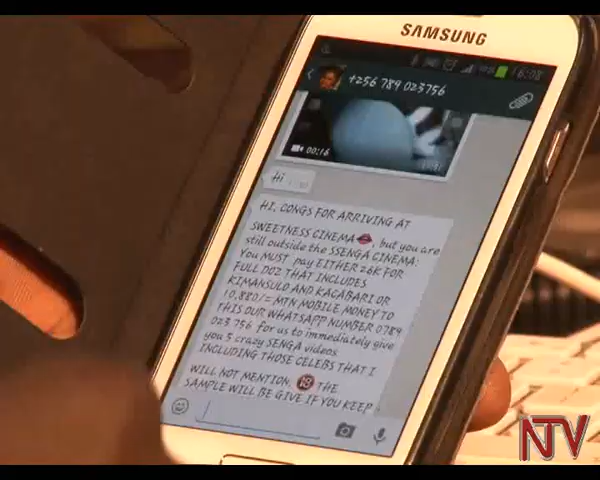 SAMSUNG
16:08
+256 789 023756
00:16
Hi
HI, CONGS FOR ARRIVING AT
SWEETNESS CINEMA💋, but you are
still outside the SSENGA CINEMA:
You MUST pay EITHER 26K FOR
FULL DOZ THAT INCLUDES
KIMANSULO AND KACABARI OR
10,880/= MTN MOBILE MONEY TO
THIS OUR WHATSAPP NUMBER 0789
023 756 for us to immediately give
you 5 crazy SENGA videos
INCLUDING THOSE CELEBS THAT I
WILL NOT MENTION. 🔞 THE
SAMPLE WILL BE GIVE IF YOU KEEP
NTV